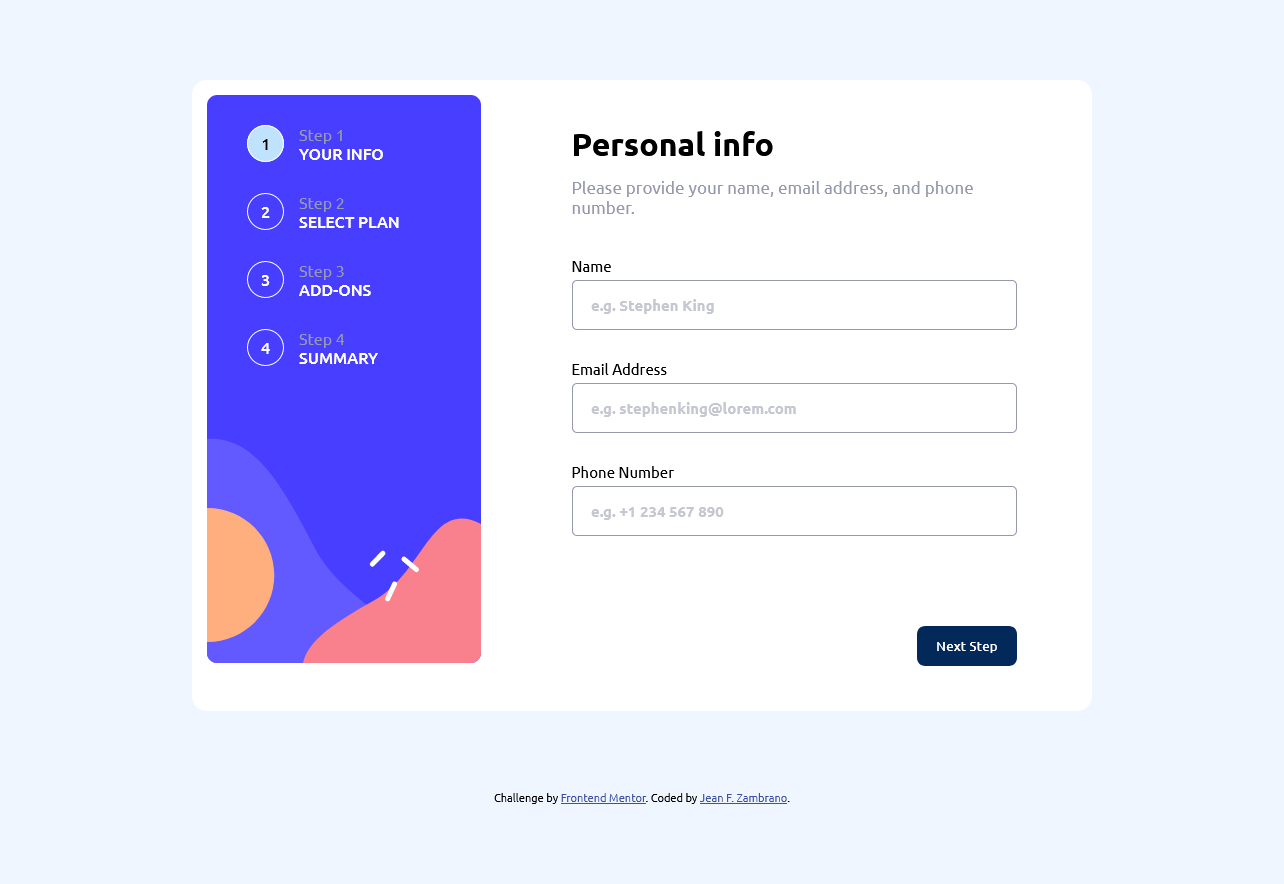 1
Step 1
YOUR INFO
2
Step 2
SELECT PLAN
3
Step 3
ADD-ONS
4
Step 4
SUMMARY
Personal info
Please provide your name, email address, and phone
number.
Name
e.g. Stephen King
Email Address
e.g. stephenking@lorem.com
Phone Number
e.g. +1 234 567 890
Next Step
Challenge by Frontend Mentor. Coded by Jean F. Zambrano.